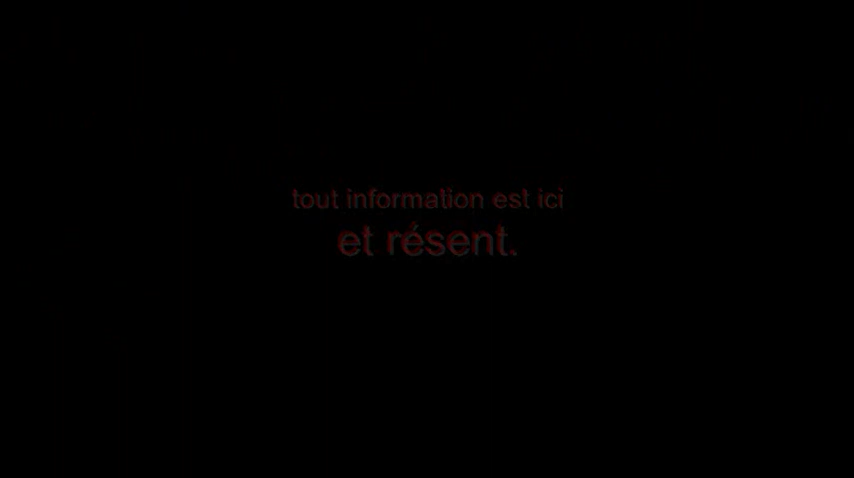 tout information est ici
et résent.